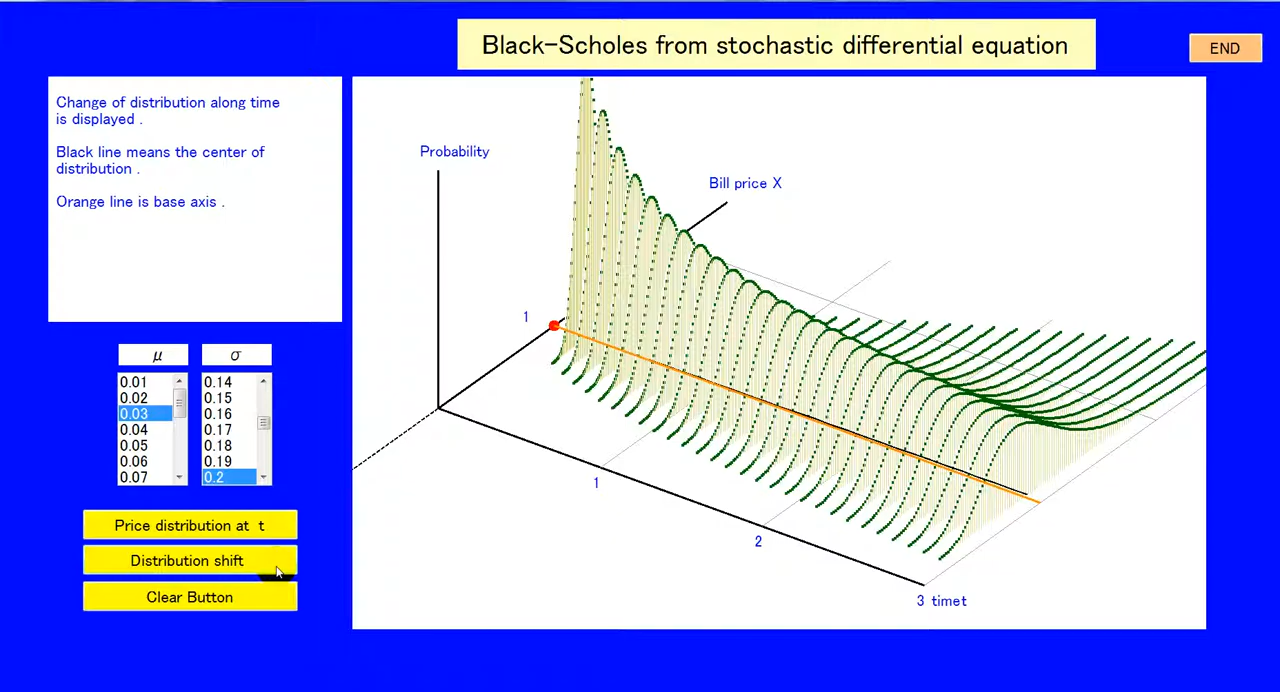 Black-Scholes from stochastic differential equation
END
Change of distribution along time
is displayed .
Black line means the center of
distribution .
Orange line is base axis .
μ
σ
0.01
0.02
0.03
0.04
0.05
0.06
0.07
0.14
0.15
0.16
0.17
0.18
0.19
0.2
Price distribution at t
Distribution shift
Clear Button
Probability
Bill price X
1
1
2
3 timet